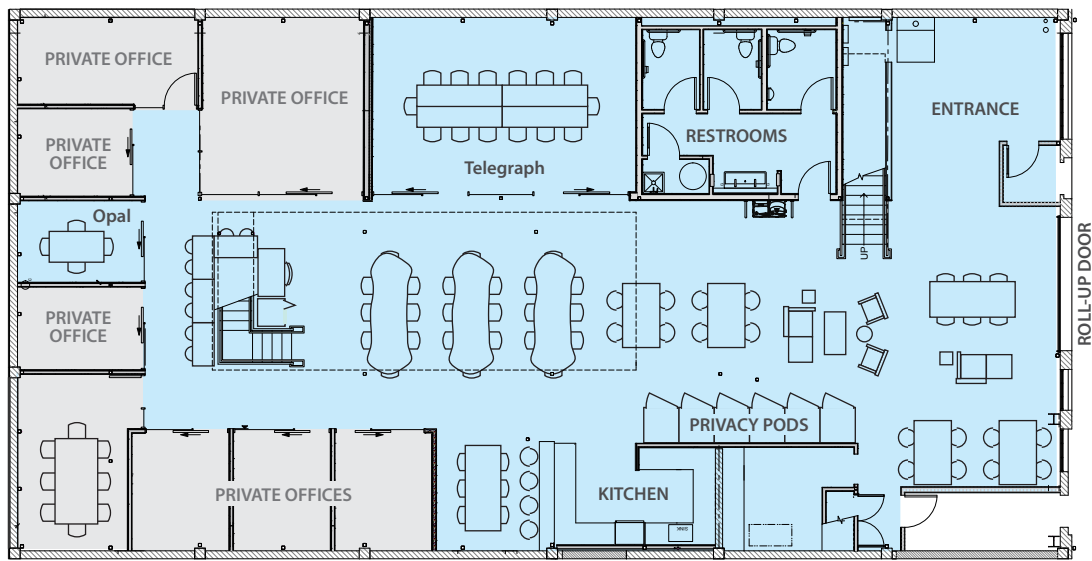 PRIVATE OFFICE
PRIVATE OFFICE
ENTRANCE
RESTROOMS
PRIVATE
OFFICE
Telegraph
Opal
UP
ROLL-UP DOOR
PRIVATE
OFFICE
PRIVACY PODS
PRIVATE OFFICES
KITCHEN
SINK